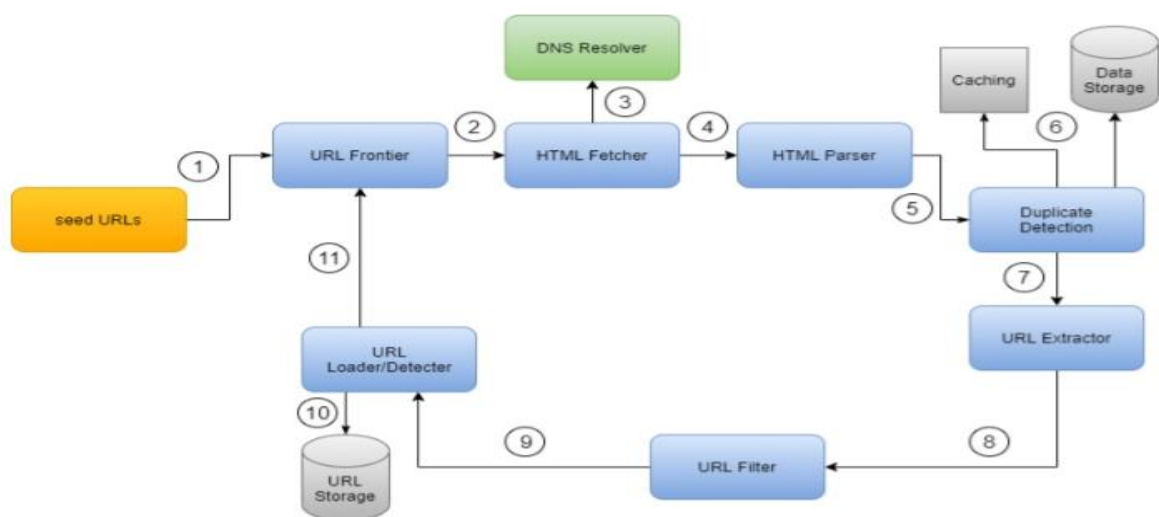 DNS Resolver
Caching
Data
Storage
3
6
1
URL Frontier
2
HTML Fetcher
4
HTML Parser
seed URLs
5
Duplicate
Detection
11
7
URL
Loader/Detecter
URL Extractor
10
9
8
URL Filter
URL
Storage